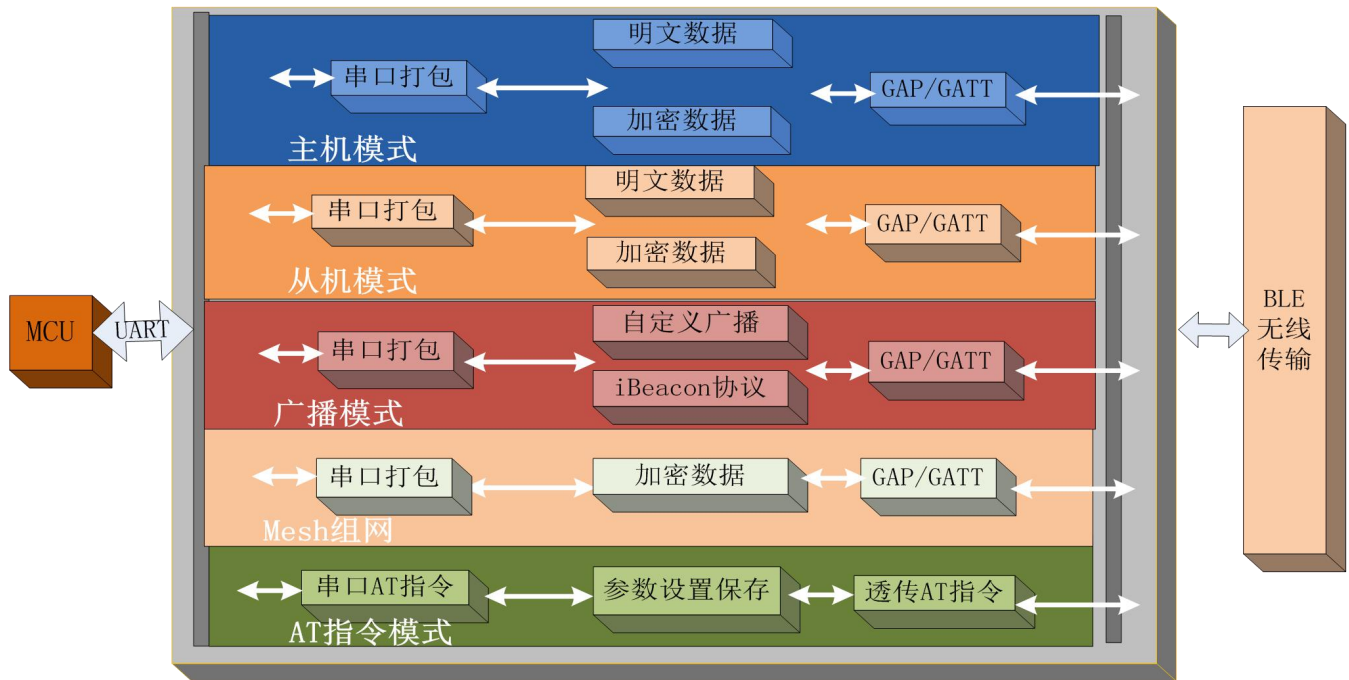 明文数据
串口打包
GAP/GATT
加密数据
主机模式
明文数据
串口打包
GAP/GATT
加密数据
从机模式
MCU
UART
自定义广播
串口打包
GAP/GATT
iBeacon协议
广播模式
BLE
无线
传输
串口打包
加密数据
GAP/GATT
Mesh组网
串口AT指令
参数设置保存
透传AT指令
AT指令模式